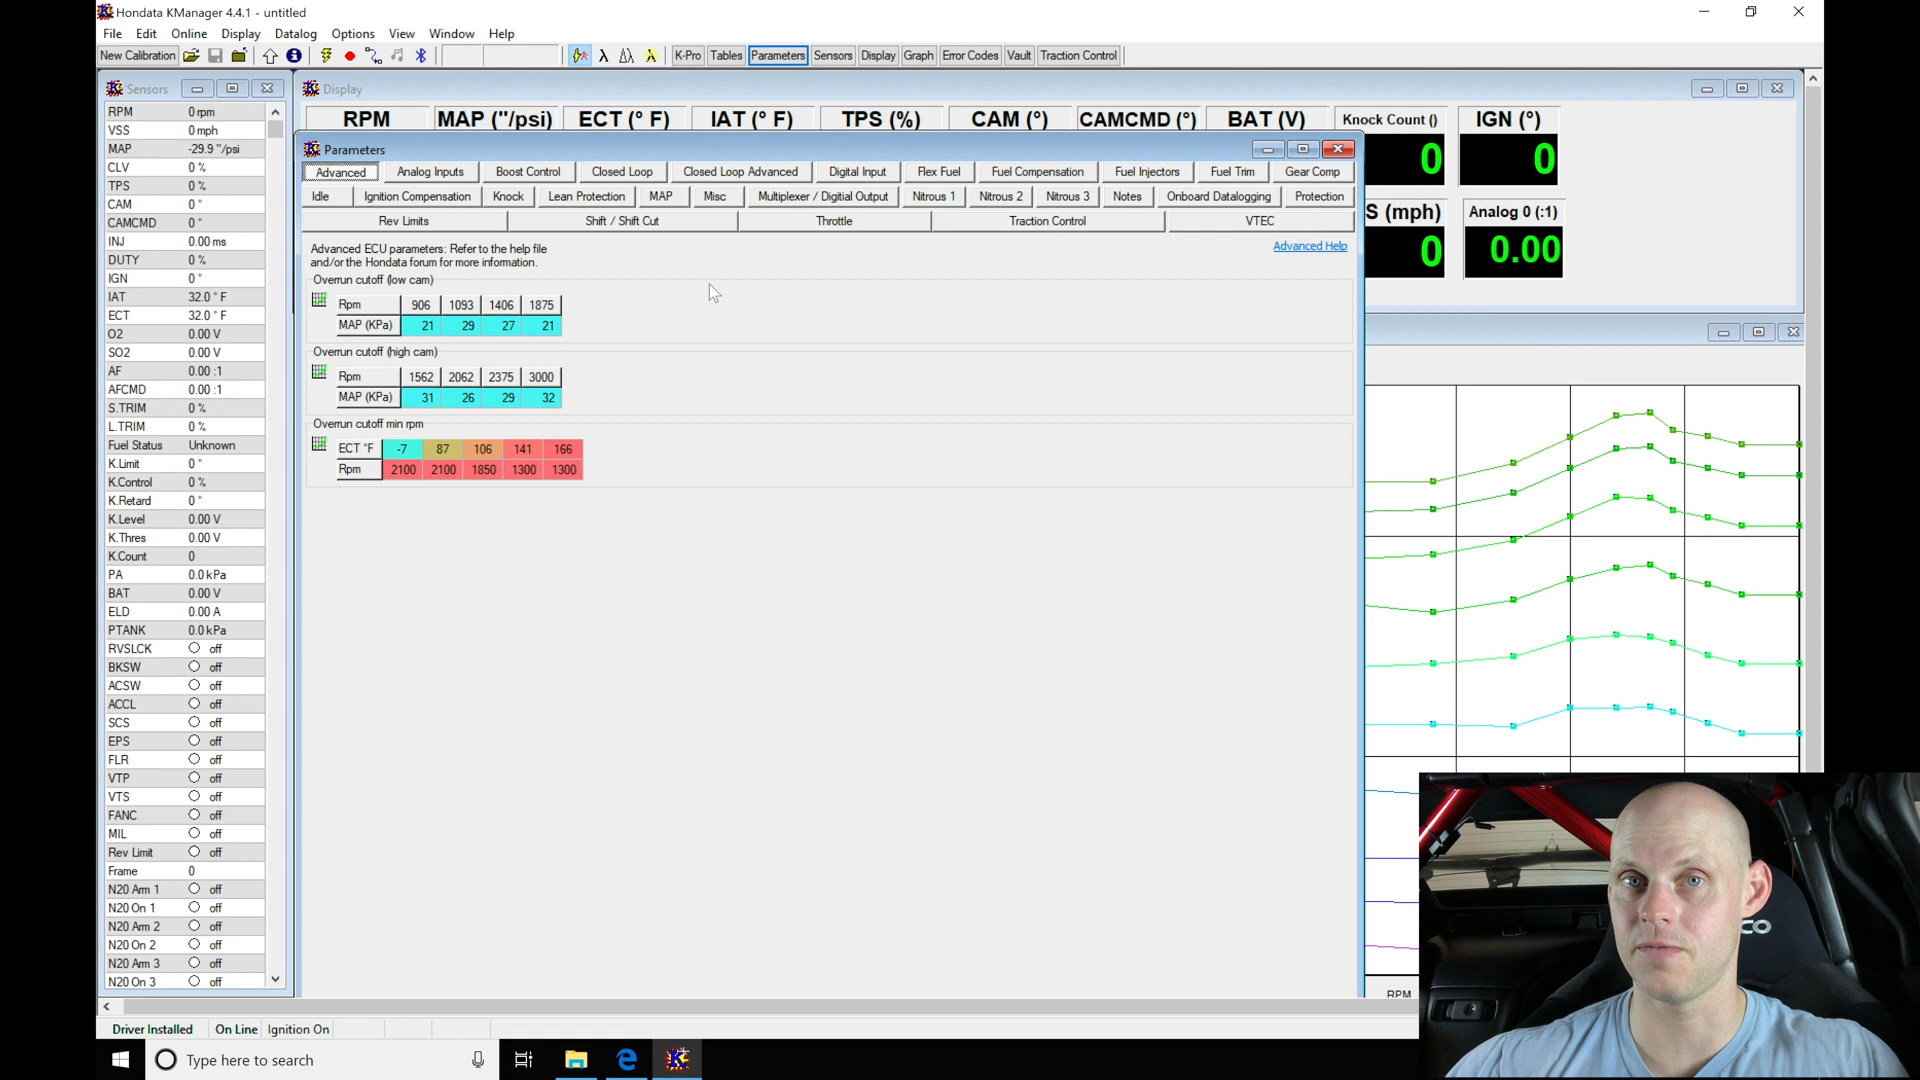 Hondata KManager 4.4.1 - untitled
File Edit Online Display Datalog Options View Window Help
New Calibration K-Pro Tables Parameters Sensors Display Graph Error Codes Vault Traction Control
Sensors
RPM 0 rpm
VSS 0 mph
MAP -29.9 "/psi
CLV 0 %
TPS 0 %
CAM 0 °
CAMCMD 0 °
INJ 0.00 ms
DUTY 0 %
IGN 0 °
IAT 32.0 ° F
ECT 32.0 ° F
O2 0.00 V
SO2 0.00 V
AF 0.00 :1
AFCMD 0.00 :1
S.TRIM 0 %
L.TRIM 0 %
Fuel Status Unknown
K.Limit 0 °
K.Control 0 %
K.Retard 0 °
K.Level 0.00 V
K.Thres 0.00 V
K.Count 0
PA 0.0 kPa
BAT 0.00 V
ELD 0.00 A
PTANK 0.0 kPa
RVSLCK off
BKSW off
ACSW off
ACCL off
SCS off
EPS off
FLR off
VTP off
VTS off
FANC off
MIL off
Rev Limit off
Frame 0
N20 Arm 1 off
N20 On 1 off
N20 Arm 2 off
N20 On 2 off
N20 Arm 3 off
N20 On 3 off
Display
RPM MAP ("/psi) ECT (° F) IAT (° F) TPS (%) CAM (°) CAMCMD (°) BAT (V) Knock Count () IGN (°)
0 0
S (mph) Analog 0 (:1)
0 0.00
Parameters
Advanced Analog Inputs Boost Control Closed Loop Closed Loop Advanced Digital Input Flex Fuel Fuel Compensation Fuel Injectors Fuel Trim Gear Comp
Idle Ignition Compensation Knock Lean Protection MAP Misc Multiplexer / Digitial Output Nitrous 1 Nitrous 2 Nitrous 3 Notes Onboard Datalogging Protection
Rev Limits Shift / Shift Cut Throttle Traction Control VTEC
Advanced ECU parameters: Refer to the help file
and/or the Hondata forum for more information.
Advanced Help
Overrun cutoff (low cam)
Rpm 906 1093 1406 1875
MAP (KPa) 21 29 27 21
Overrun cutoff (high cam)
Rpm 1562 2062 2375 3000
MAP (KPa) 31 26 29 32
Overrun cutoff min rpm
ECT °F -7 87 106 141 166
Rpm 2100 2100 1850 1300 1300
RPM
CO
Driver Installed On Line Ignition On
Type here to search